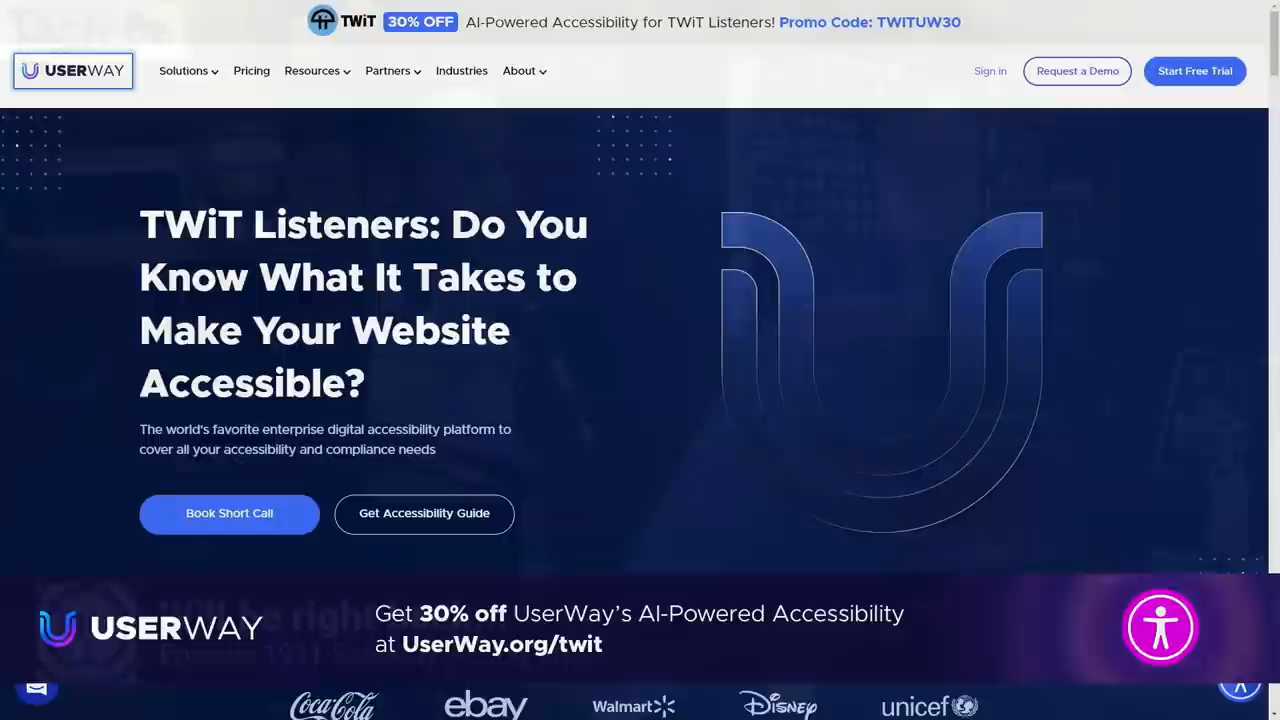 TWiT 30% OFF AI-Powered Accessibility for TWiT Listeners! Promo Code: TWITUW30
USERWAY Solutions Pricing Resources Partners Industries About Sign in Request a Demo Start Free Trial
TWiT Listeners: Do You
Know What It Takes to
Make Your Website
Accessible?
The world's favorite enterprise digital accessibility platform to
cover all your accessibility and compliance needs
Book Short Call Get Accessibility Guide
USERWAY
Get 30% off UserWay's AI-Powered Accessibility
at UserWay.org/twit
Coca-Cola ebay Walmart Disney unicef